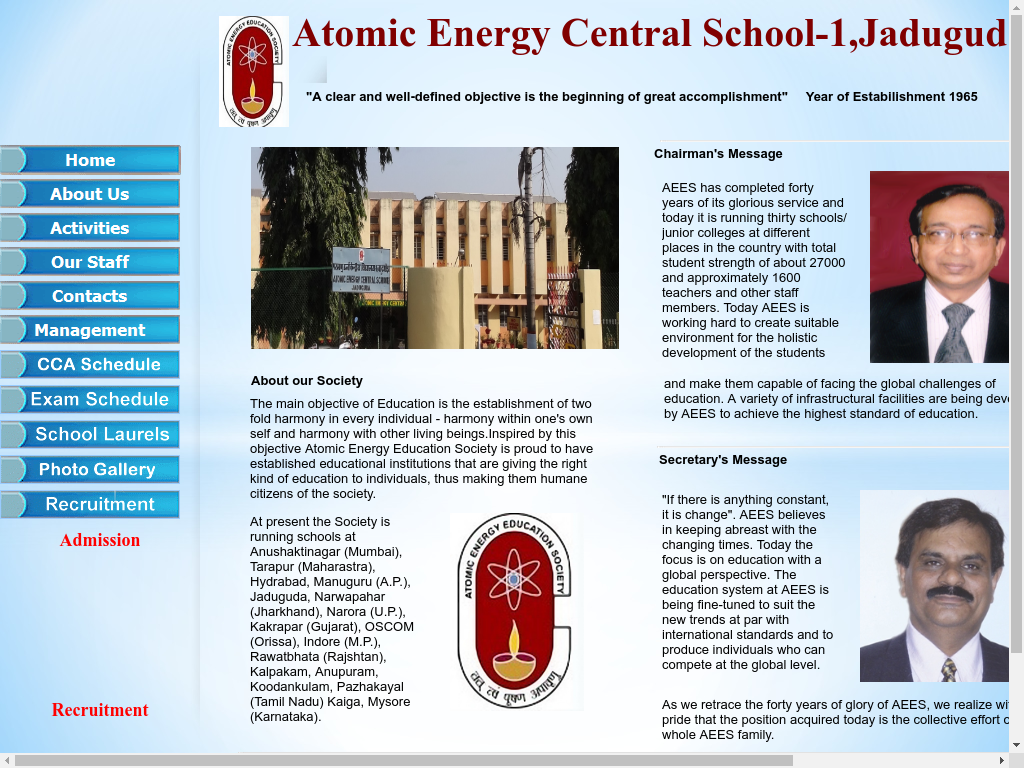 Atomic Energy Central School-1,Jadugud
"A clear and well-defined objective is the beginning of great accomplishment" Year of Estabilishment 1965
Home
About Us
Activities
Our Staff
Contacts
Management
CCA Schedule
Exam Schedule
School Laurels
Photo Gallery
Recruitment
Admission
Recruitment
ATOMIC ENERGY CENTRAL SCHOOL
JADUGUDA
About our Society
The main objective of Education is the establishment of two
fold harmony in every individual - harmony within one's own
self and harmony with other living beings.Inspired by this
objective Atomic Energy Education Society is proud to have
established educational institutions that are giving the right
kind of education to individuals, thus making them humane
citizens of the society.
At present the Society is
running schools at
Anushaktinagar (Mumbai),
Tarapur (Maharastra),
Hydrabad, Manuguru (A.P.),
Jaduguda, Narwapahar
(Jharkhand), Narora (U.P.),
Kakrapar (Gujarat), OSCOM
(Orissa), Indore (M.P.),
Rawatbhata (Rajshtan),
Kalpakam, Anupuram,
Koodankulam, Pazhakayal
(Tamil Nadu) Kaiga, Mysore
(Karnataka).
ATOMIC ENERGY EDUCATION SOCIETY
तत् त्वं पूषण अपावृणु
Chairman's Message
AEES has completed forty
years of its glorious service and
today it is running thirty schools/
junior colleges at different
places in the country with total
student strength of about 27000
and approximately 1600
teachers and other staff
members. Today AEES is
working hard to create suitable
environment for the holistic
development of the students
and make them capable of facing the global challenges of
education. A variety of infrastructural facilities are being deve
by AEES to achieve the highest standard of education.
Secretary's Message
"If there is anything constant,
it is change". AEES believes
in keeping abreast with the
changing times. Today the
focus is on education with a
global perspective. The
education system at AEES is
being fine-tuned to suit the
new trends at par with
international standards and to
produce individuals who can
compete at the global level.
As we retrace the forty years of glory of AEES, we realize wi
pride that the position acquired today is the collective effort o
whole AEES family.